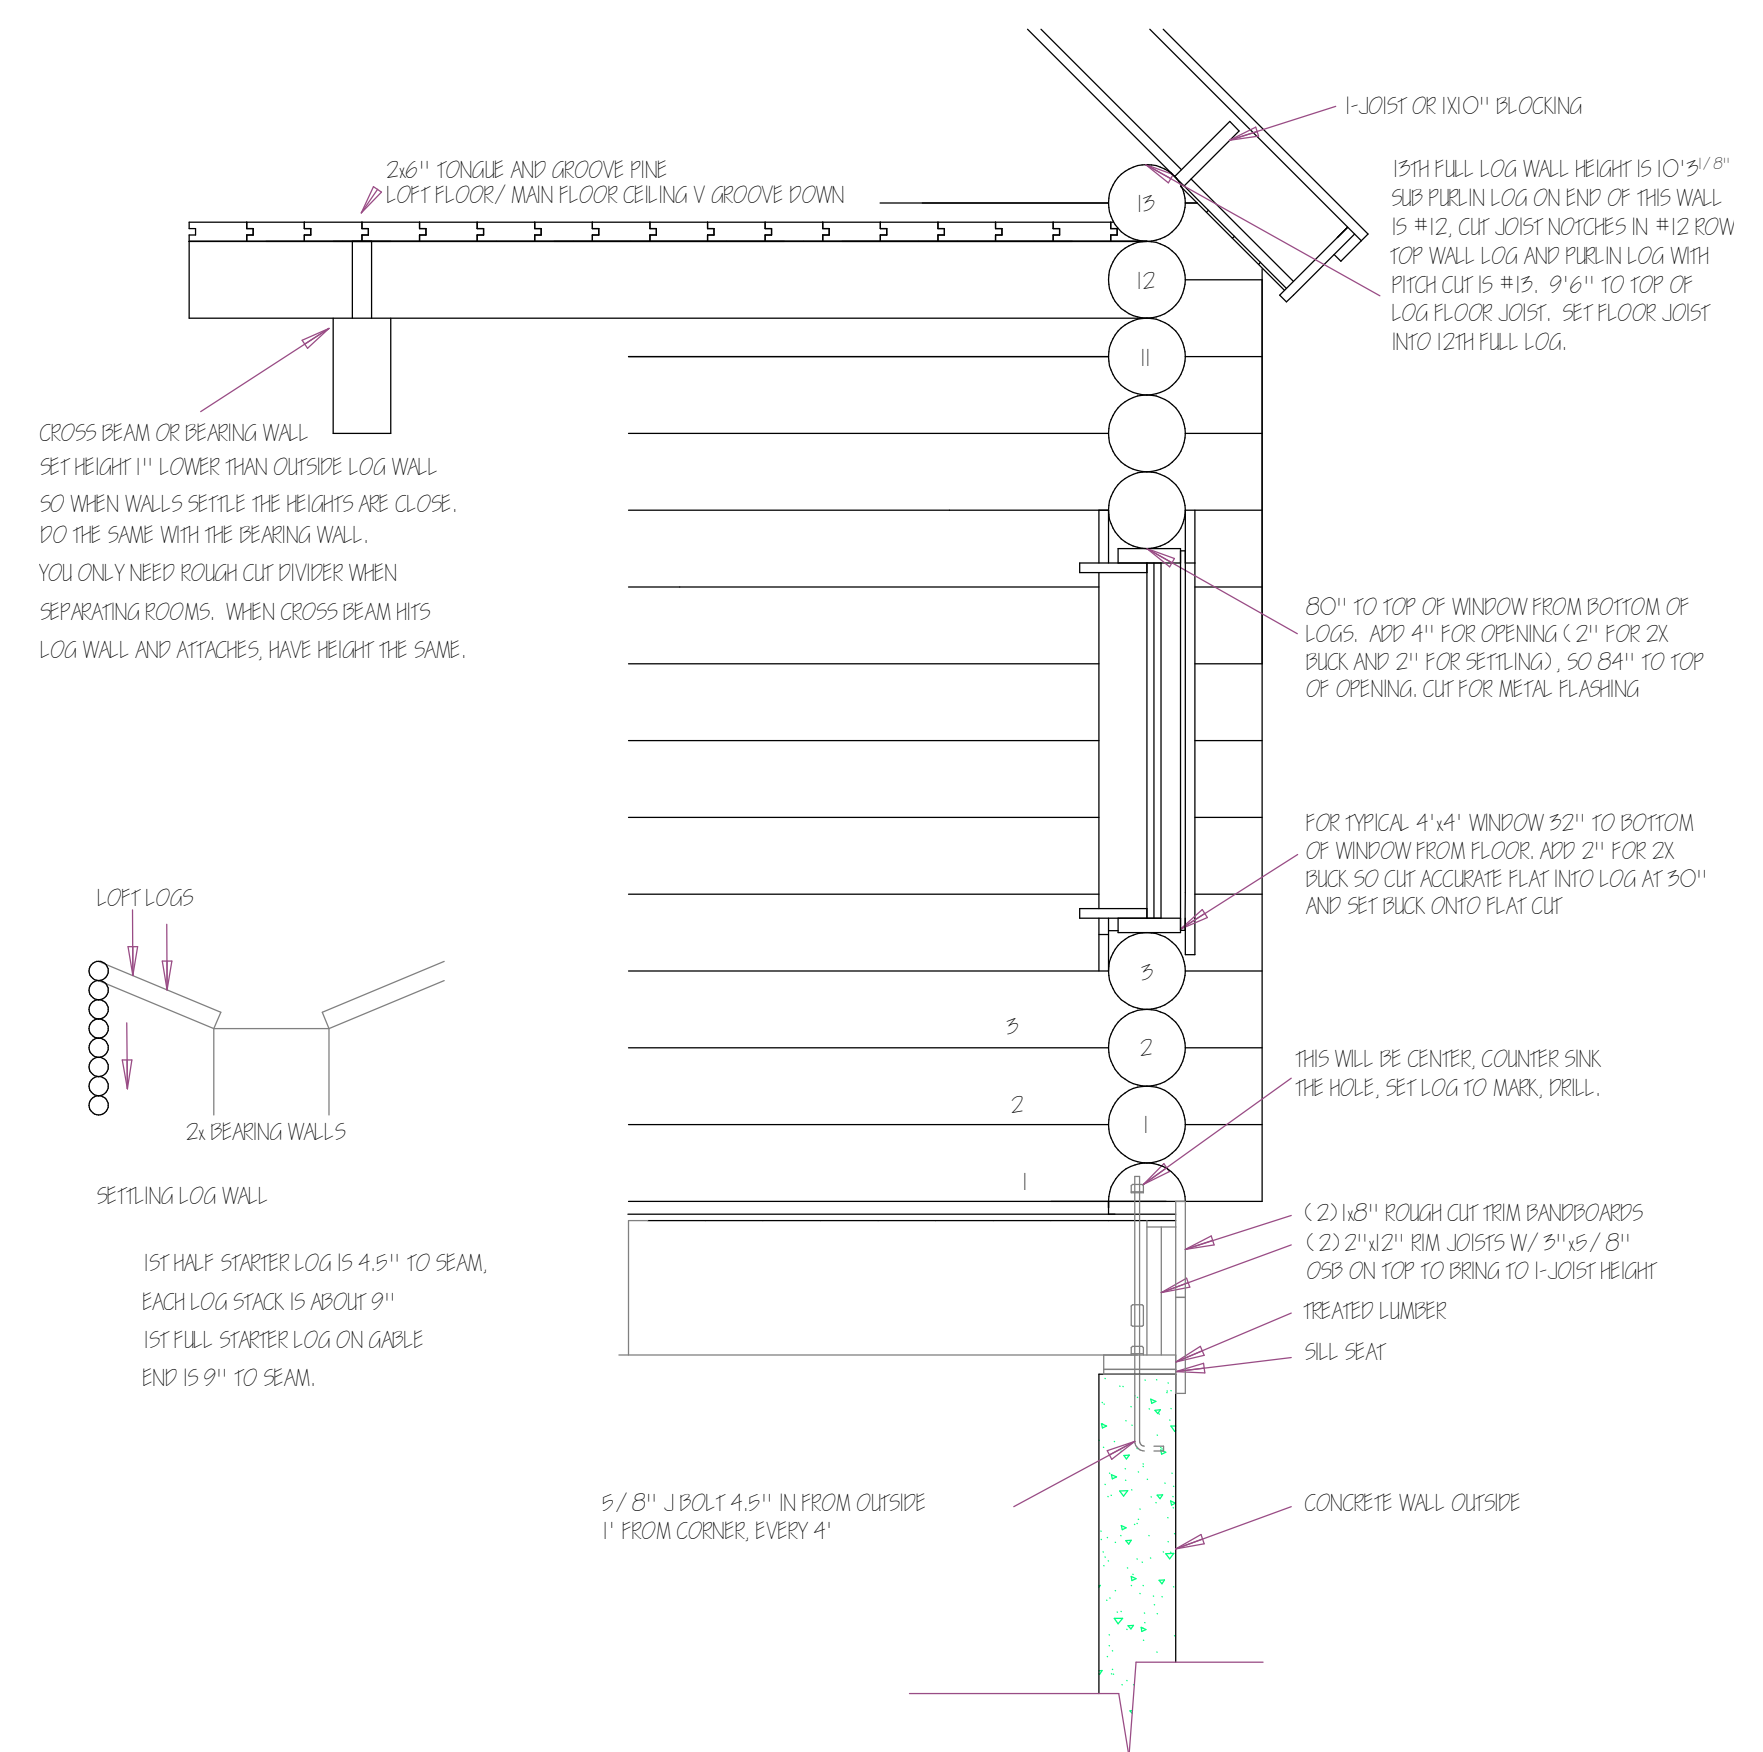 1-JOIST OR 1X10" BLOCKING
2x6" TONGUE AND GROOVE PINE
LOFT FLOOR/ MAIN FLOOR CEILING V GROOVE DOWN
13TH FULL LOG WALL HEIGHT IS 10'3 1/8"
SUB PURLIN LOG ON END OF THIS WALL
IS #12, CUT JOIST NOTCHES IN #12 ROW
TOP WALL LOG AND PURLIN LOG WITH
PITCH CUT IS #13. 9'6" TO TOP OF
LOG FLOOR JOIST. SET FLOOR JOIST
INTO 12TH FULL LOG.
13
12
11
CROSS BEAM OR BEARING WALL
SET HEIGHT 1" LOWER THAN OUTSIDE LOG WALL
SO WHEN WALLS SETTLE THE HEIGHTS ARE CLOSE.
DO THE SAME WITH THE BEARING WALL.
YOU ONLY NEED ROUGH CUT DIVIDER WHEN
SEPARATING ROOMS. WHEN CROSS BEAM HITS
LOG WALL AND ATTACHES, HAVE HEIGHT THE SAME.
80" TO TOP OF WINDOW FROM BOTTOM OF
LOGS. ADD 4" FOR OPENING ( 2" FOR 2X
BUCK AND 2" FOR SETTLING) , SO 84" TO TOP
OF OPENING. CUT FOR METAL FLASHING
FOR TYPICAL 4'x4' WINDOW 32" TO BOTTOM
OF WINDOW FROM FLOOR. ADD 2" FOR 2X
BUCK SO CUT ACCURATE FLAT INTO LOG AT 30"
AND SET BUCK ONTO FLAT CUT
LOFT LOGS
2x BEARING WALLS
SETTLING LOG WALL
3
3
2
2
1
1
THIS WILL BE CENTER, COUNTER SINK
THE HOLE, SET LOG TO MARK, DRILL.
1ST HALF STARTER LOG IS 4.5" TO SEAM,
EACH LOG STACK IS ABOUT 9"
1ST FULL STARTER LOG ON GABLE
END IS 9" TO SEAM.
( 2) 1x8" ROUGH CUT TRIM BANDBOARDS
( 2) 2"x12" RIM JOISTS W/ 3"x5/8"
OSB ON TOP TO BRING TO 1-JOIST HEIGHT
TREATED LUMBER
SILL SEAT
5/8" J BOLT 4.5" IN FROM OUTSIDE
1' FROM CORNER, EVERY 4'
CONCRETE WALL OUTSIDE